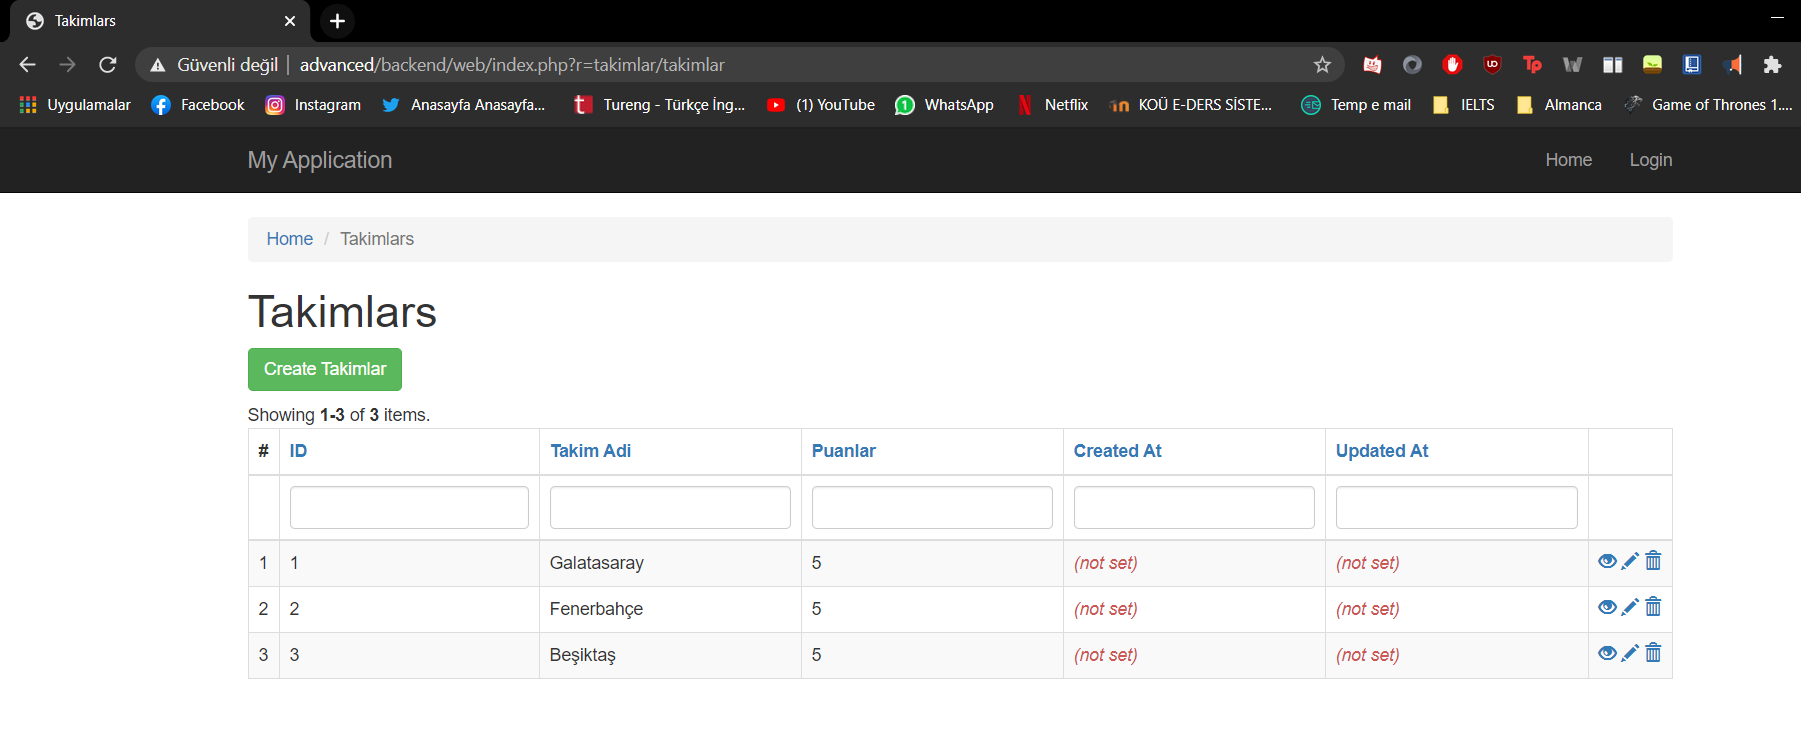 Takimlars
Güvenli değil advanced/backend/web/index.php?r=takimlar/takimlar
Uygulamalar Facebook Instagram Anasayfa Anasayfa... Tureng - Türkçe İng... (1) YouTube WhatsApp Netflix KOÜ E-DERS SİSTE... Temp e mail IELTS Almanca Game of Thrones 1....
My Application Home Login
Home / Takimlars
Takimlars
Create Takimlar
Showing 1-3 of 3 items.
# ID Takim Adi Puanlar Created At Updated At
1 1 Galatasaray 5 (not set) (not set)
2 2 Fenerbahçe 5 (not set) (not set)
3 3 Beşiktaş 5 (not set) (not set)